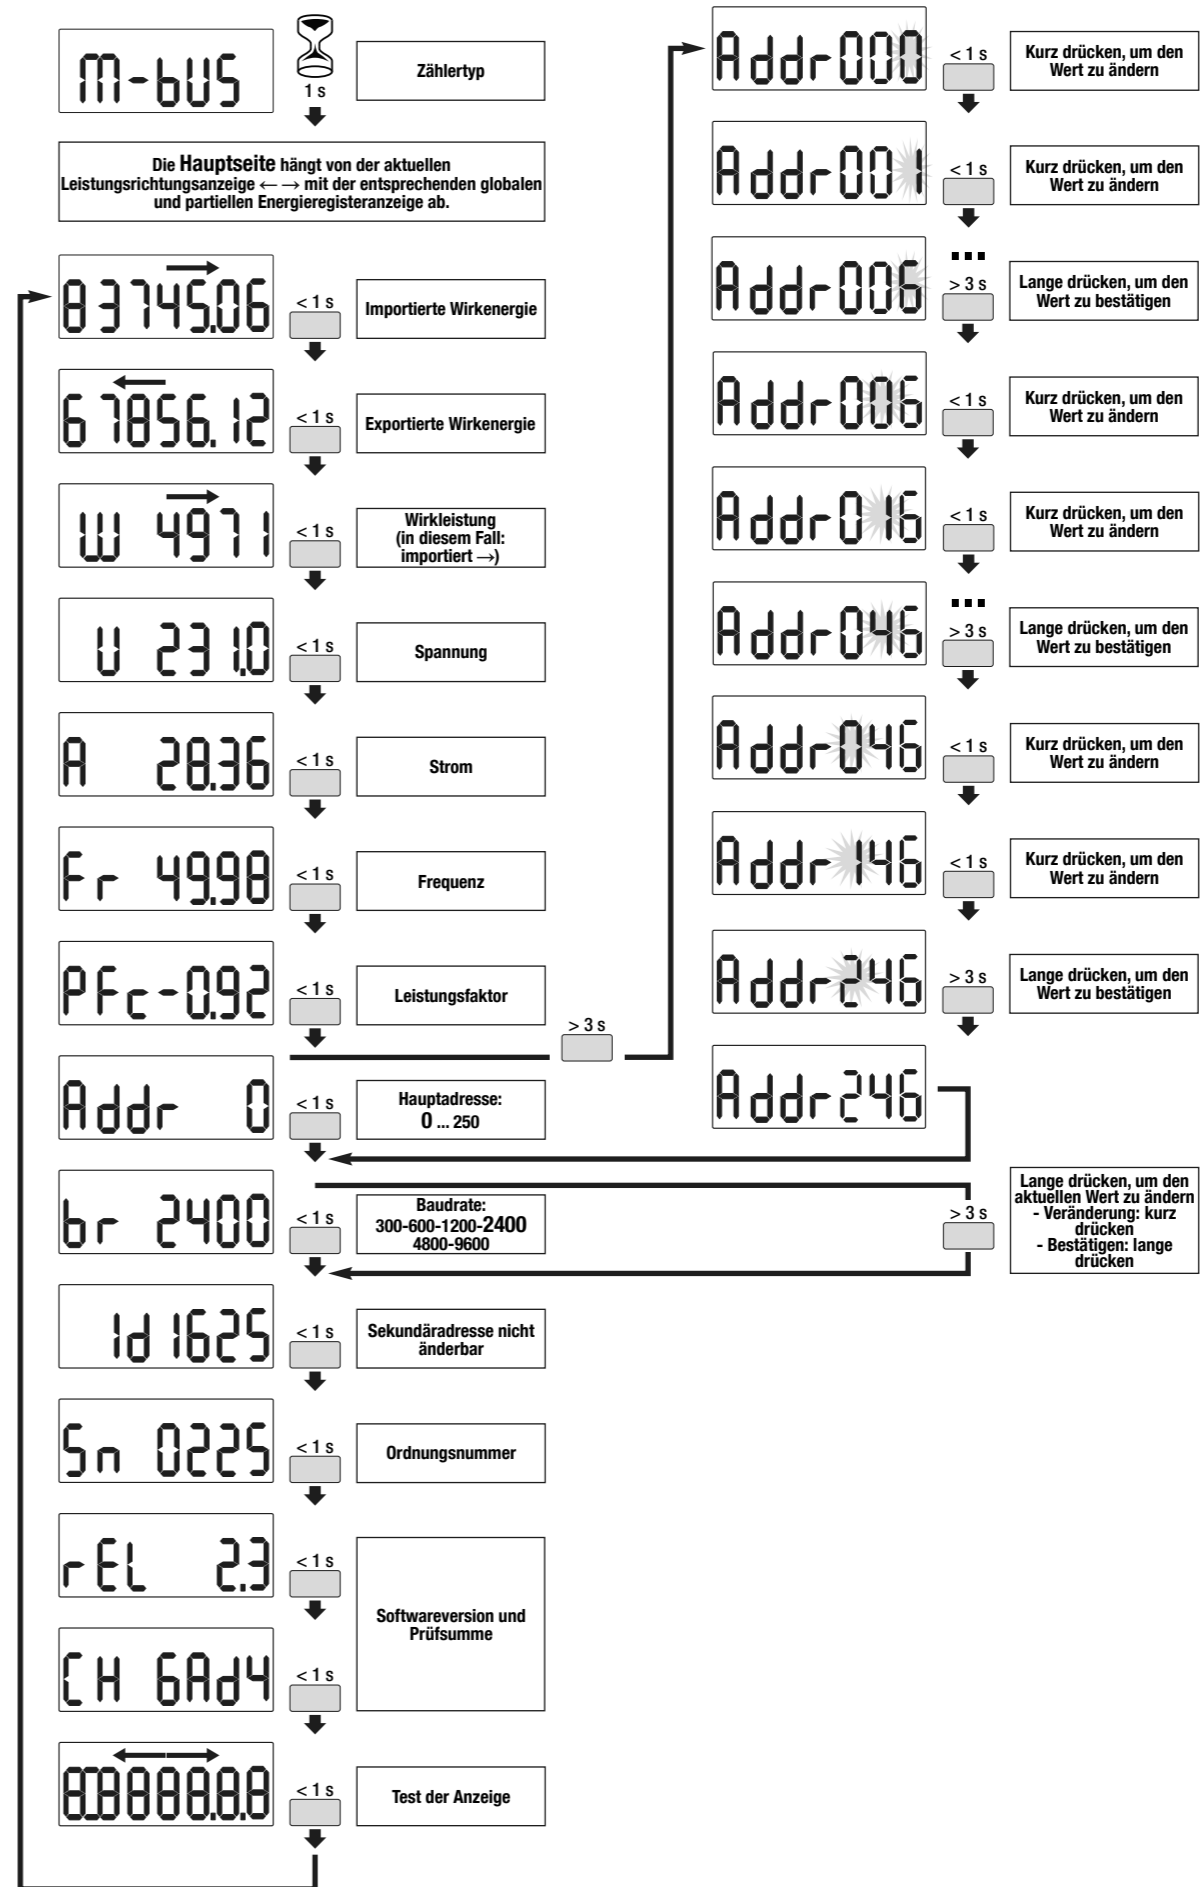 M-bUS
1 s
Zählertyp
Die Hauptseite hängt von der aktuellen
Leistungsrichtungsanzeige ←→ mit der entsprechenden globalen
und partiellen Energieregisteranzeige ab.
83745.06
< 1 s
Importierte Wirkenergie
67856.12
< 1 s
Exportierte Wirkenergie
W 4971
< 1 s
Wirkleistung
(in diesem Fall:
importiert →)
U 231.0
< 1 s
Spannung
A 28.36
< 1 s
Strom
Fr 49.98
< 1 s
Frequenz
PFc-0.92
< 1 s
Leistungsfaktor
> 3 s
Addr 0
< 1 s
Hauptadresse:
0 ... 250
br 2400
< 1 s
Baudrate:
300-600-1200-2400
4800-9600
Id 1625
< 1 s
Sekundäradresse nicht
änderbar
Sn 0225
< 1 s
Ordnungsnummer
rEL 2.3
< 1 s
Softwareversion und
Prüfsumme
CH 6Ad4
< 1 s
888888.8.8
< 1 s
Test der Anzeige
Addr000
< 1 s
Kurz drücken, um den
Wert zu ändern
Addr001
< 1 s
Kurz drücken, um den
Wert zu ändern
Addr006
...
> 3 s
Lange drücken, um den
Wert zu bestätigen
Addr006
< 1 s
Kurz drücken, um den
Wert zu ändern
Addr016
< 1 s
Kurz drücken, um den
Wert zu ändern
Addr046
...
> 3 s
Lange drücken, um den
Wert zu bestätigen
Addr046
< 1 s
Kurz drücken, um den
Wert zu ändern
Addr146
< 1 s
Kurz drücken, um den
Wert zu ändern
Addr246
> 3 s
Lange drücken, um den
Wert zu bestätigen
Addr246
> 3 s
Lange drücken, um den
aktuellen Wert zu ändern
- Veränderung: kurz
drücken
- Bestätigen: lange
drücken